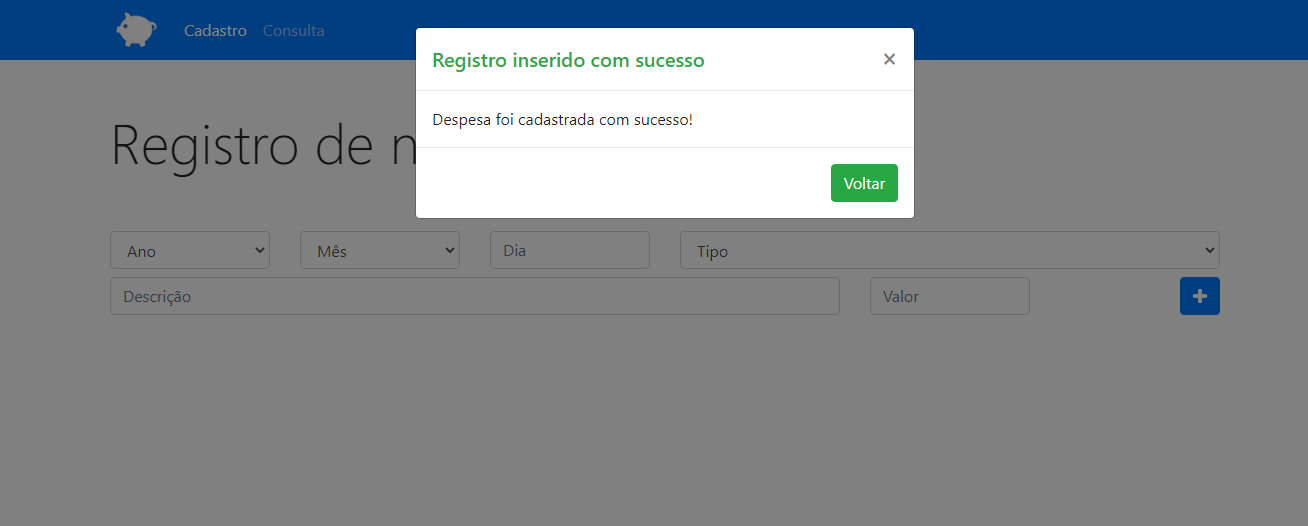 Cadastro Consulta
Registro inserido com sucesso ×
Despesa foi cadastrada com sucesso!
Voltar
Registro de n
Ano Mês Dia Tipo
Descrição Valor